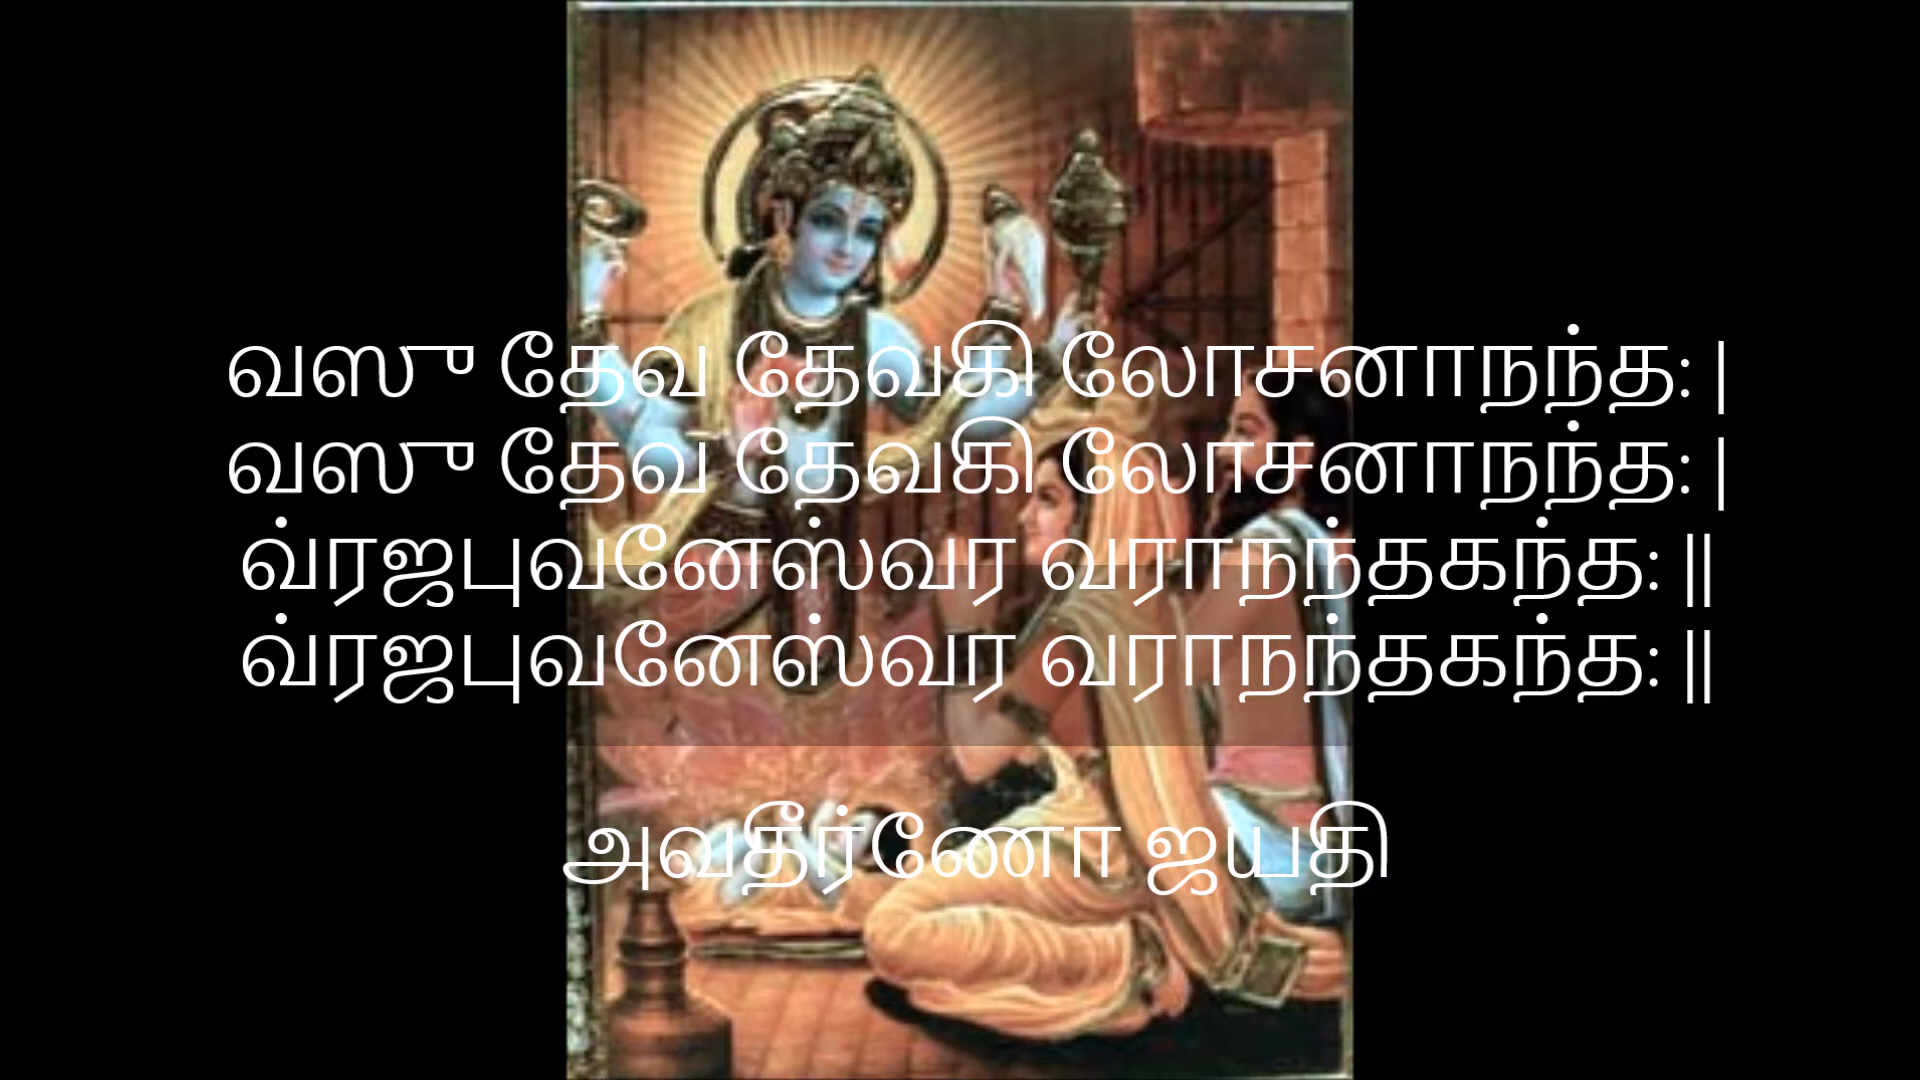 வஸு தேவ தேவகி லோசனாநந்த: |
வஸு தேவ தேவகி லோசனாநந்த: |
வ்ரஜபுவனேஸ்வர வராநந்தகந்த: ||
வ்ரஜபுவனேஸ்வர வராநந்தகந்த: ||
அவதீர்ணோ ஜயதி